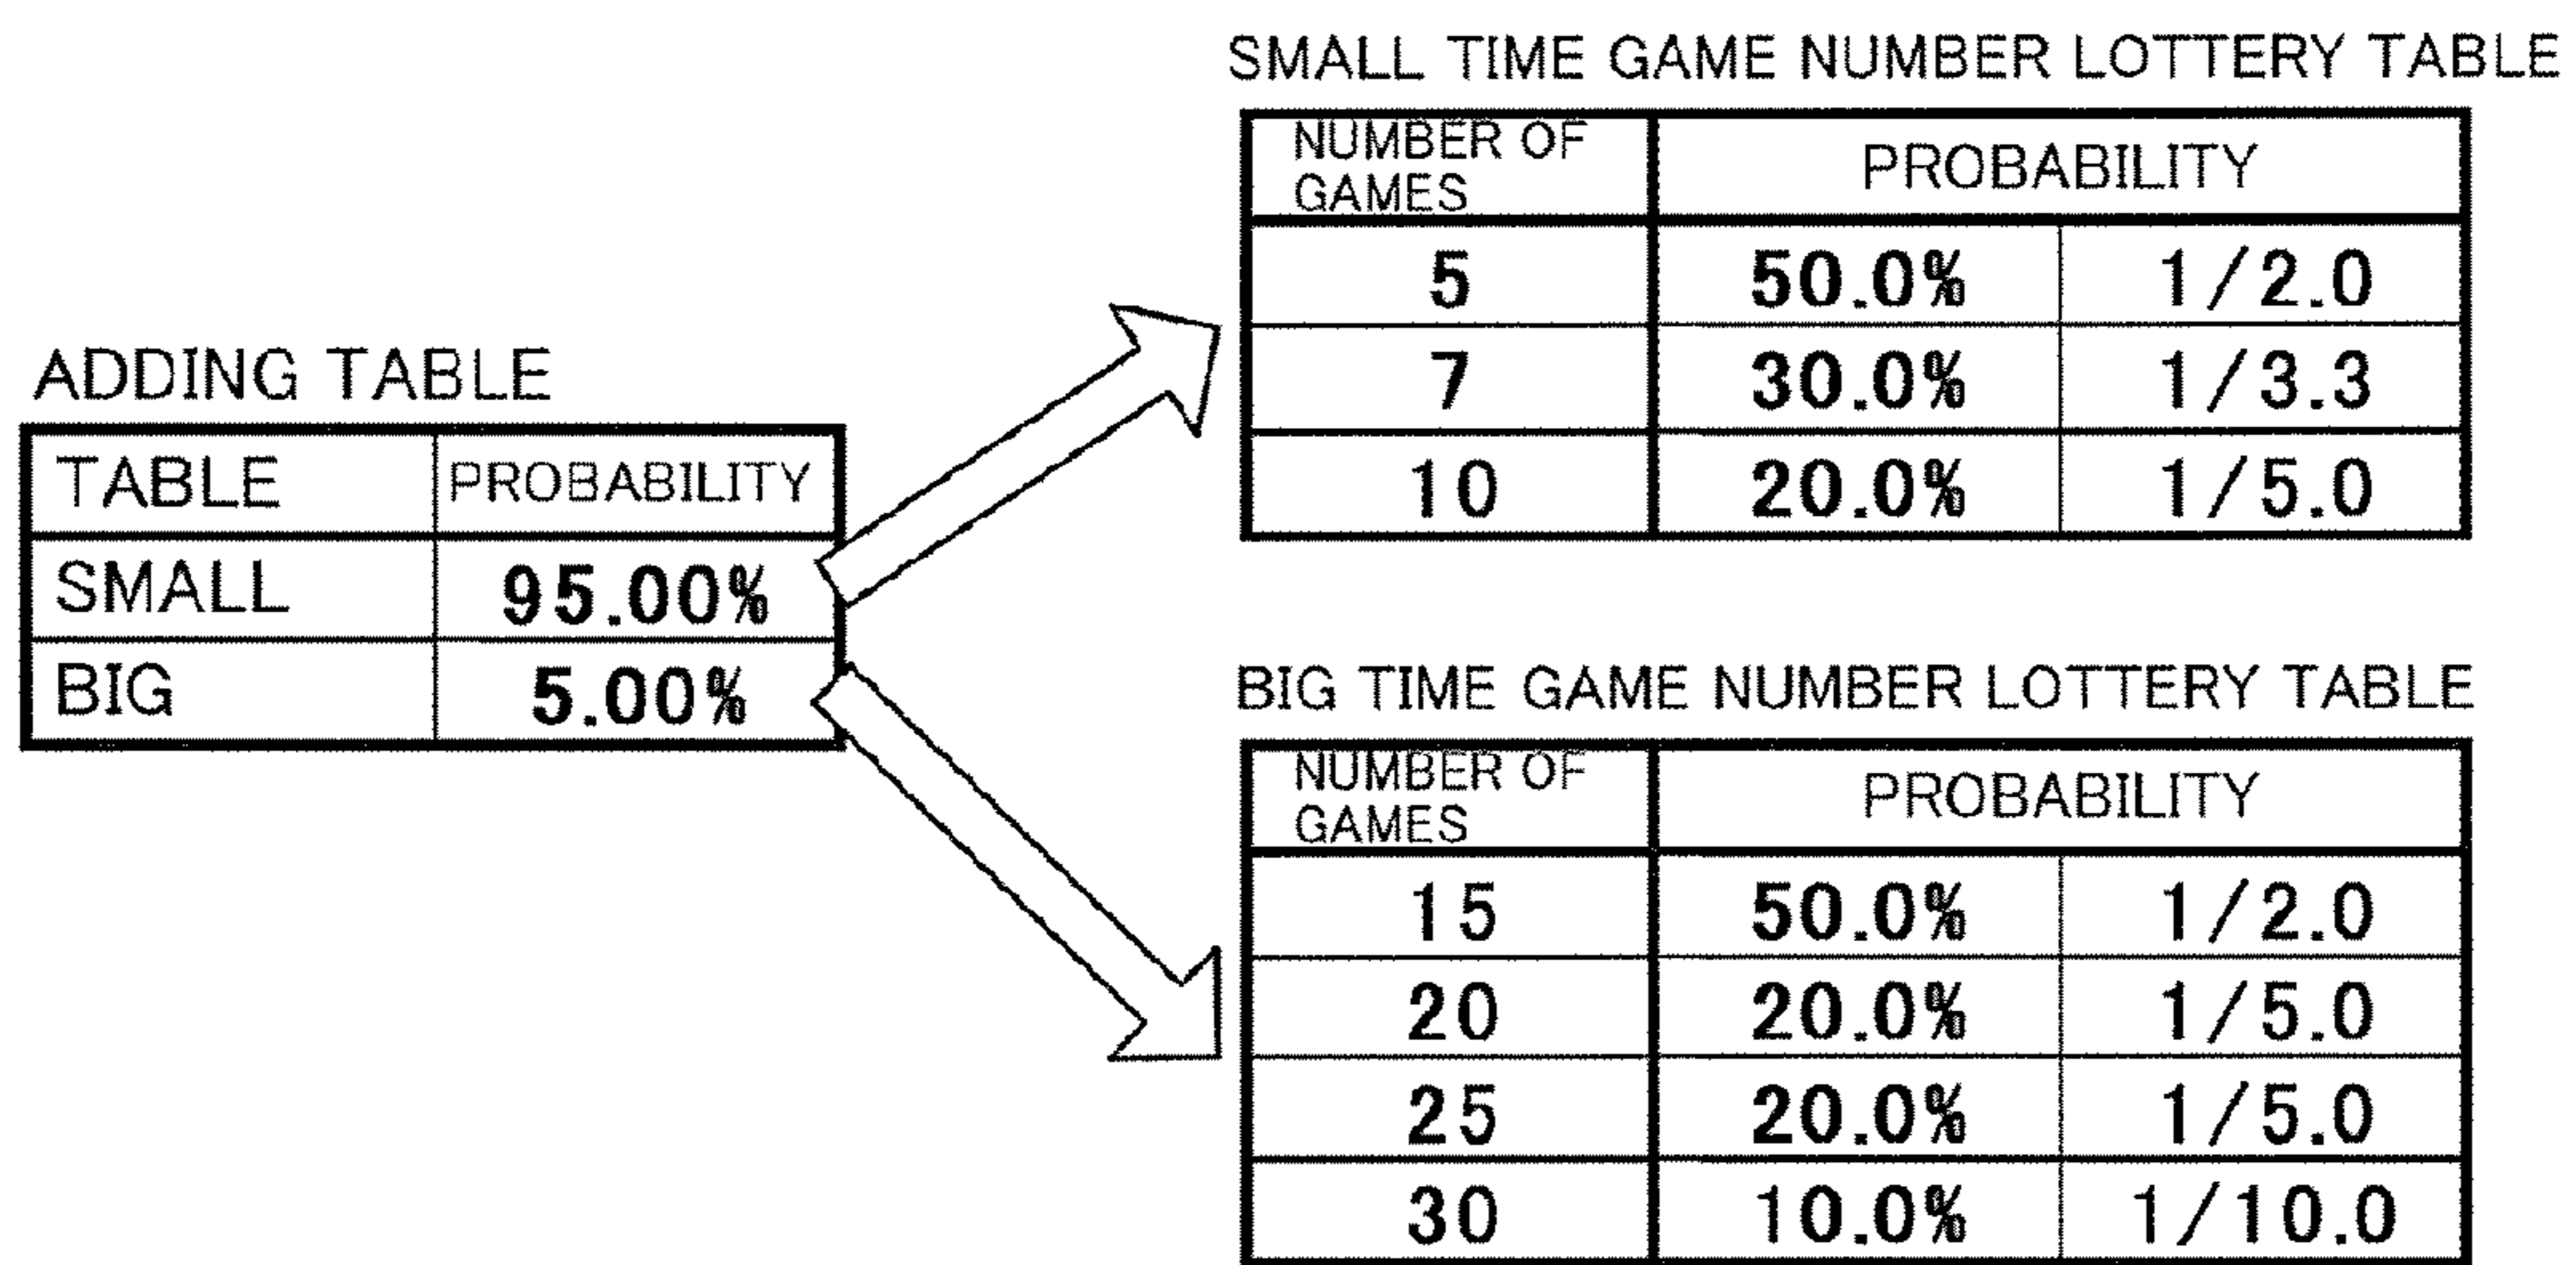 ADDING TABLE
TABLE PROBABILITY
SMALL 95.00%
BIG 5.00%
SMALL TIME GAME NUMBER LOTTERY TABLE
NUMBER OF
GAMES
PROBABILITY
5 50.0% 1/2.0
7 30.0% 1/3.3
10 20.0% 1/5.0
BIG TIME GAME NUMBER LOTTERY TABLE
NUMBER OF
GAMES
PROBABILITY
15 50.0% 1/2.0
20 20.0% 1/5.0
25 20.0% 1/5.0
30 10.0% 1/10.0